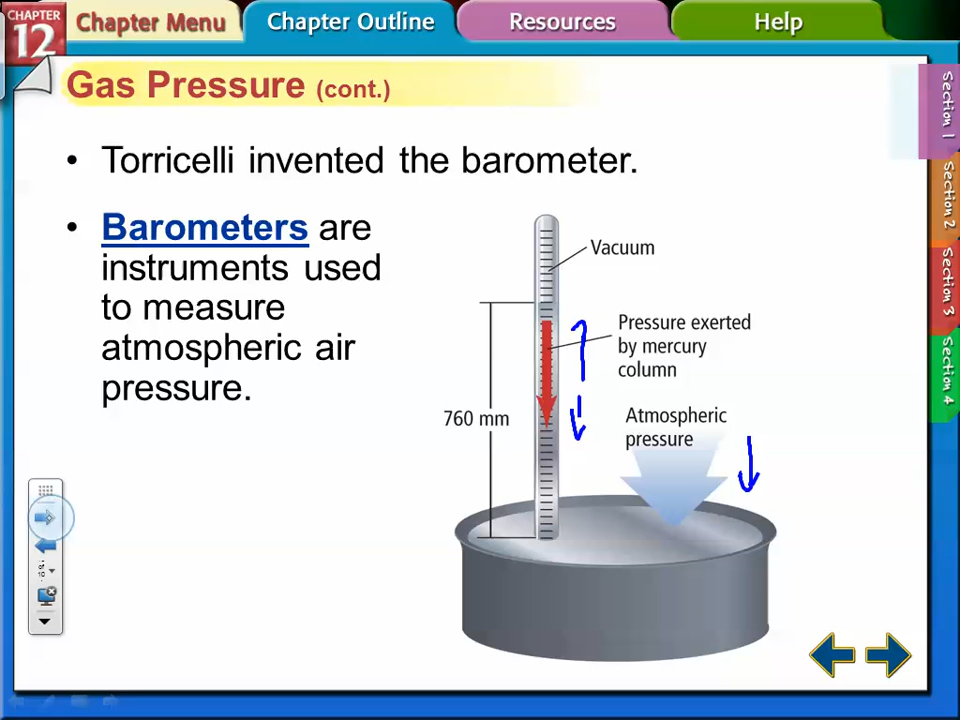 CHAPTER
12
Chapter Menu
Chapter Outline
Resources
Help
Gas Pressure (cont.)
• Torricelli invented the barometer.
• Barometers are
instruments used
to measure
atmospheric air
pressure.
Vacuum
Pressure exerted
by mercury
column
760 mm
Atmospheric
pressure
Section 1
Section 2
Section 3
Section 4
of
10